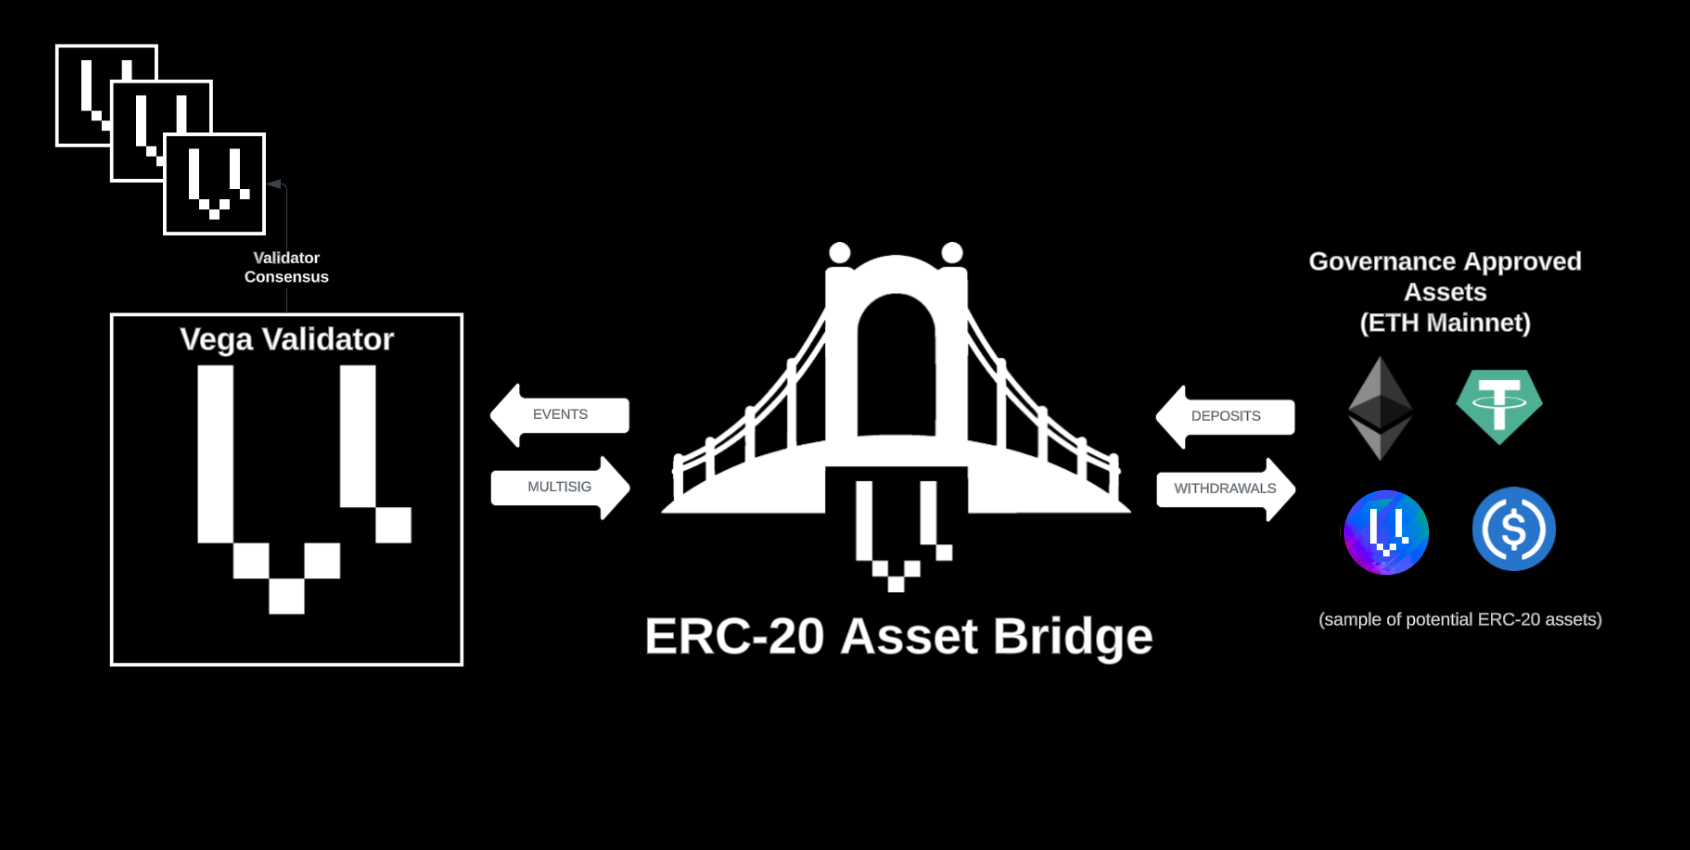 Validator
Consensus
Vega Validator
EVENTS
MULTISIG
ERC-20 Asset Bridge
DEPOSITS
WITHDRAWALS
Governance Approved
Assets
(ETH Mainnet)
(sample of potential ERC-20 assets)